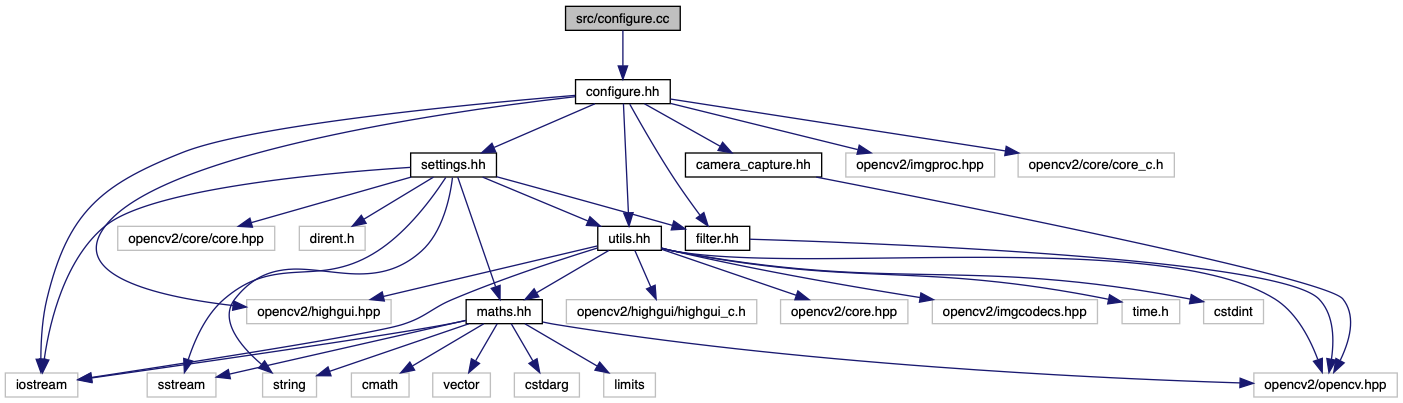 src/configure.cc
configure.hh
settings.hh
camera_capture.hh
opencv2/imgproc.hpp
opencv2/core/core_c.h
opencv2/core/core.hpp
dirent.h
utils.hh
filter.hh
opencv2/highgui.hpp
maths.hh
opencv2/highgui/highgui_c.h
opencv2/core.hpp
opencv2/imgcodecs.hpp
time.h
cstdint
iostream
sstream
string
cmath
vector
cstdarg
limits
opencv2/opencv.hpp